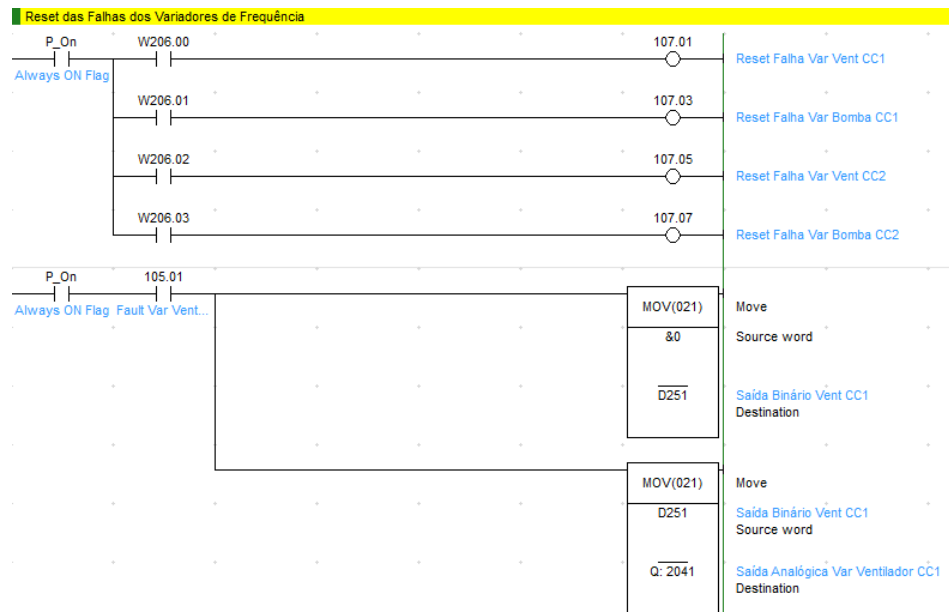 Reset das Falhas dos Variadores de Frequência
P_On W206.00 107.01
Reset Falha Var Vent CC1
Always ON Flag
W206.01 107.03
Reset Falha Var Bomba CC1
W206.02 107.05
Reset Falha Var Vent CC2
W206.03 107.07
Reset Falha Var Bomba CC2
P_On 105.01
Always ON Flag Fault Var Vent...
MOV(021) Move
&0 Source word
D251 Saída Binário Vent CC1
Destination
MOV(021) Move
D251 Saída Binário Vent CC1
Source word
Q: 2041 Saída Analógica Var Ventilador CC1
Destination